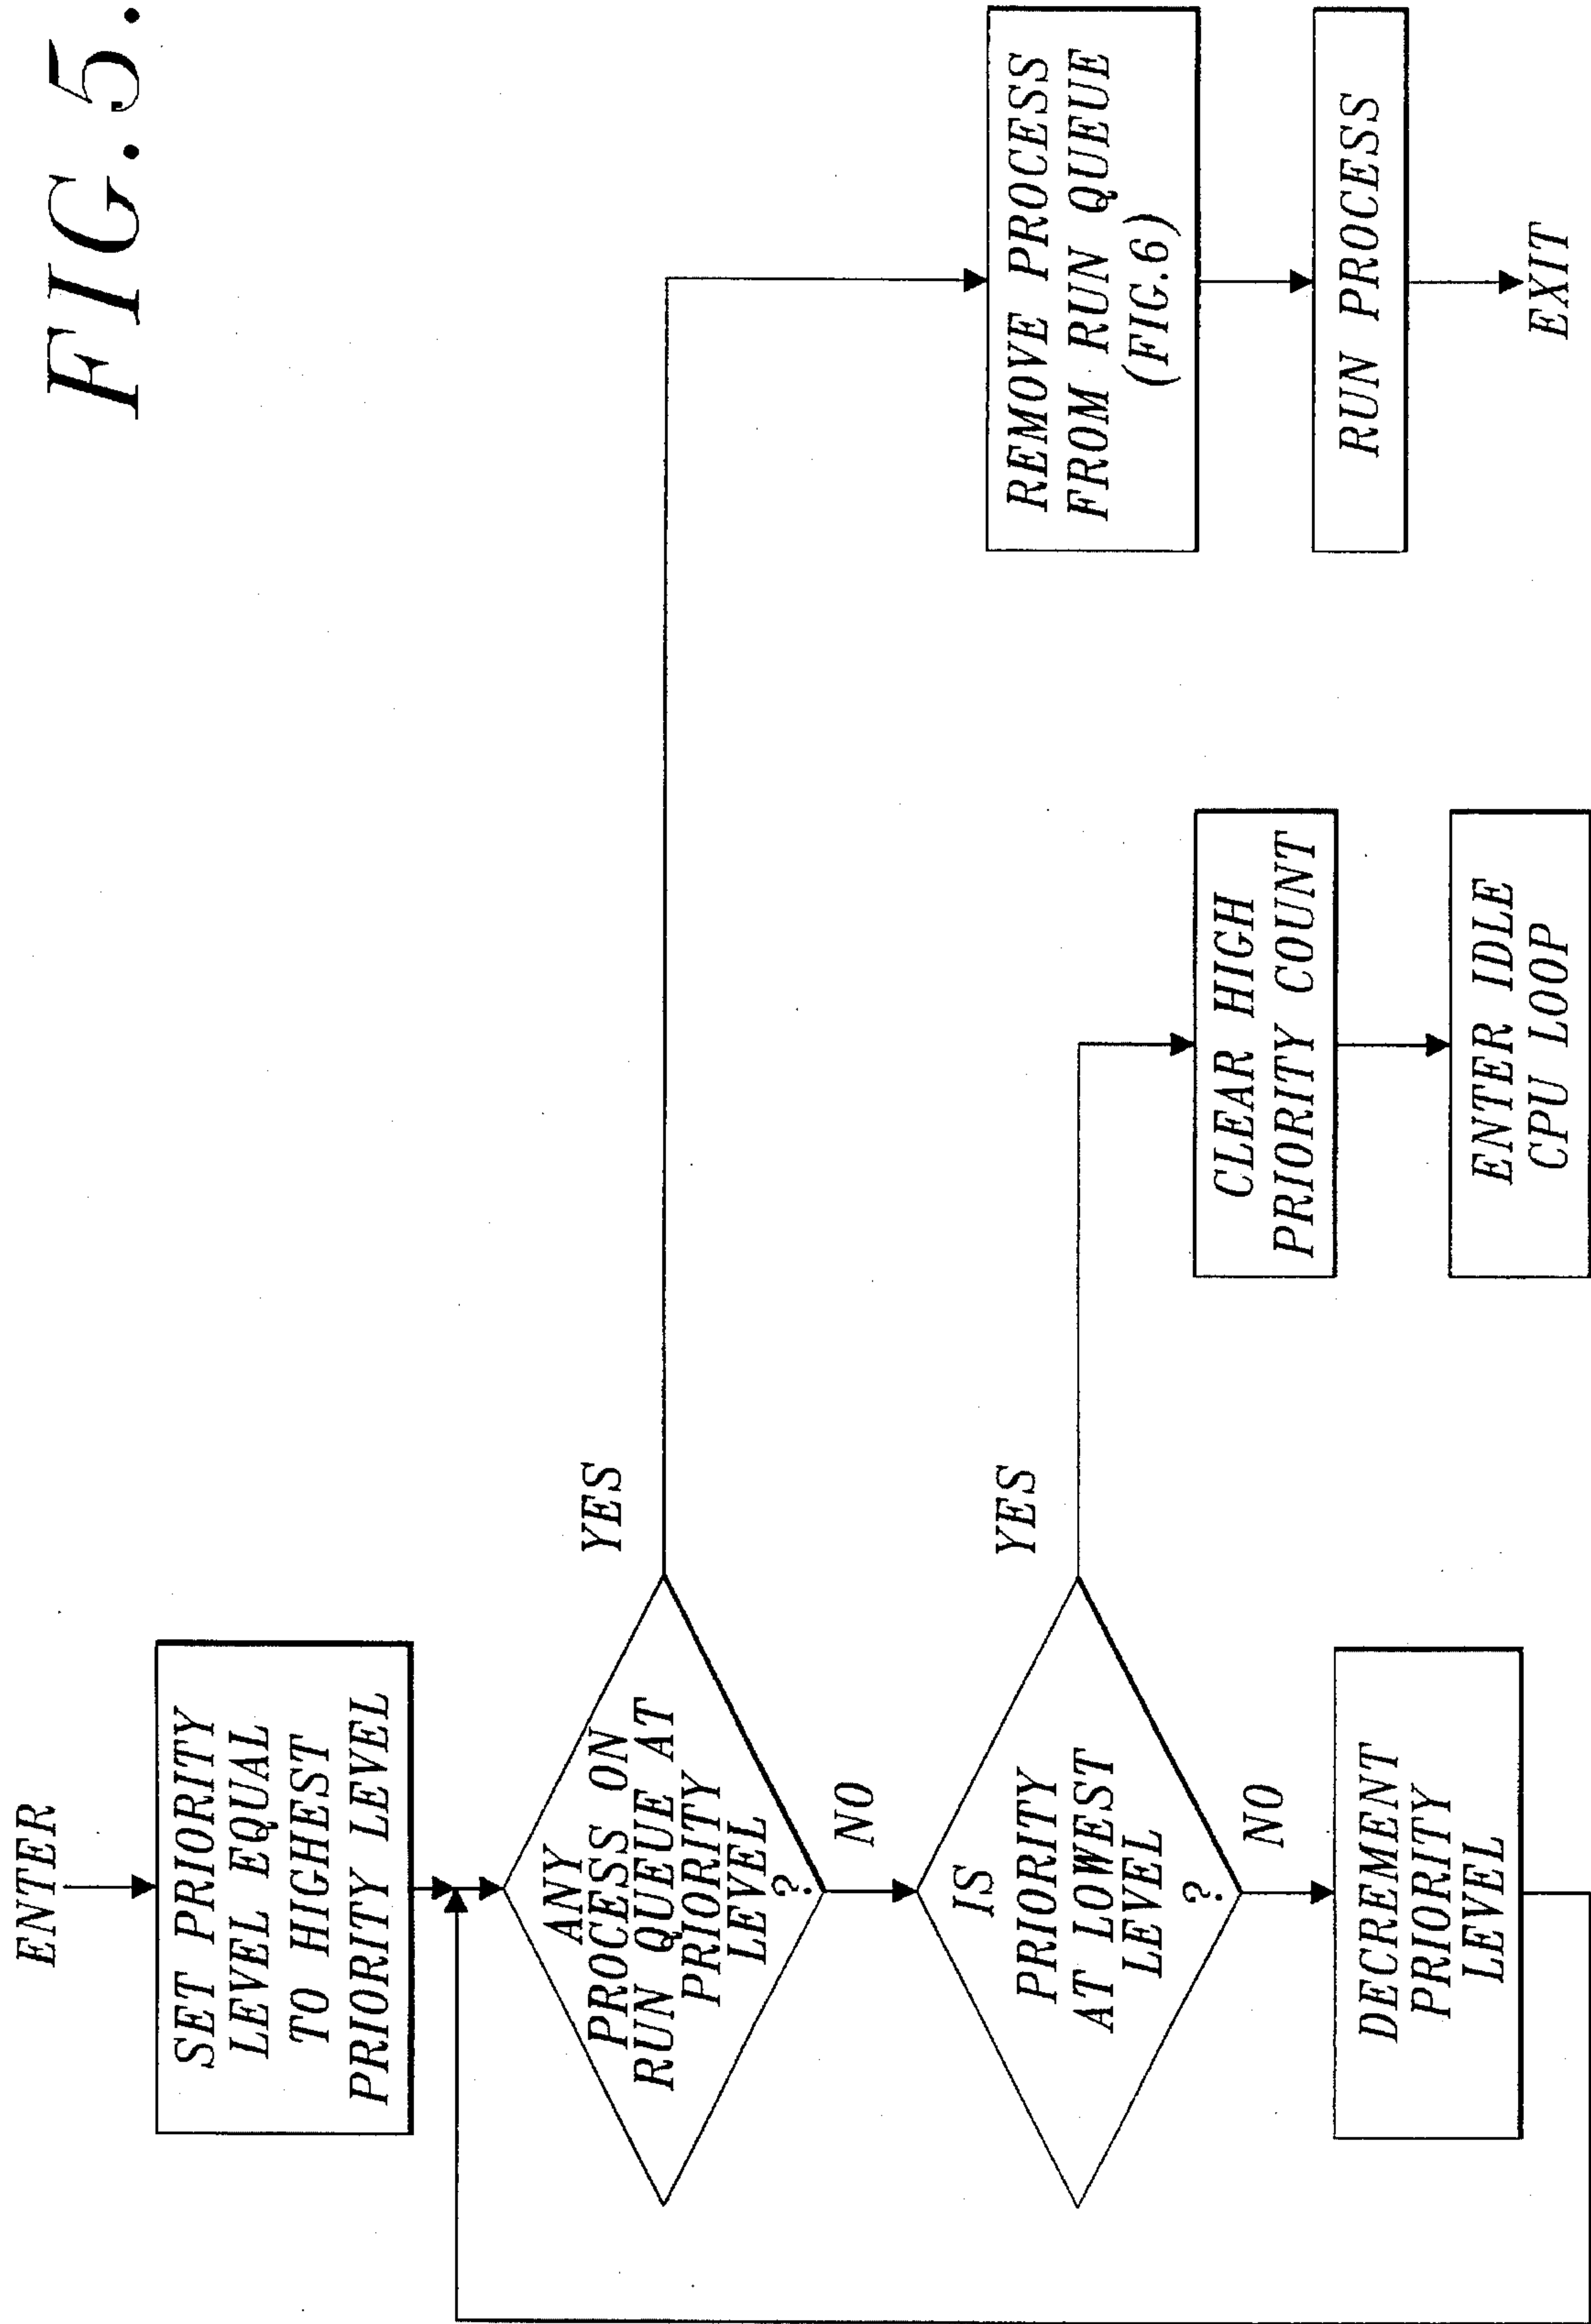 FIG.5.
ENTER
SET PRIORITY
LEVEL EQUAL
TO HIGHEST
PRIORITY LEVEL
ANY
PROCESS ON
RUN QUEUE AT
PRIORITY
LEVEL
?
YES
NO
IS
PRIORITY
AT LOWEST
LEVEL
?
YES
NO
DECREMENT
PRIORITY
LEVEL
CLEAR HIGH
PRIORITY COUNT
ENTER IDLE
CPU LOOP
REMOVE PROCESS
FROM RUN QUEUE
(FIG.6)
RUN PROCESS
EXIT